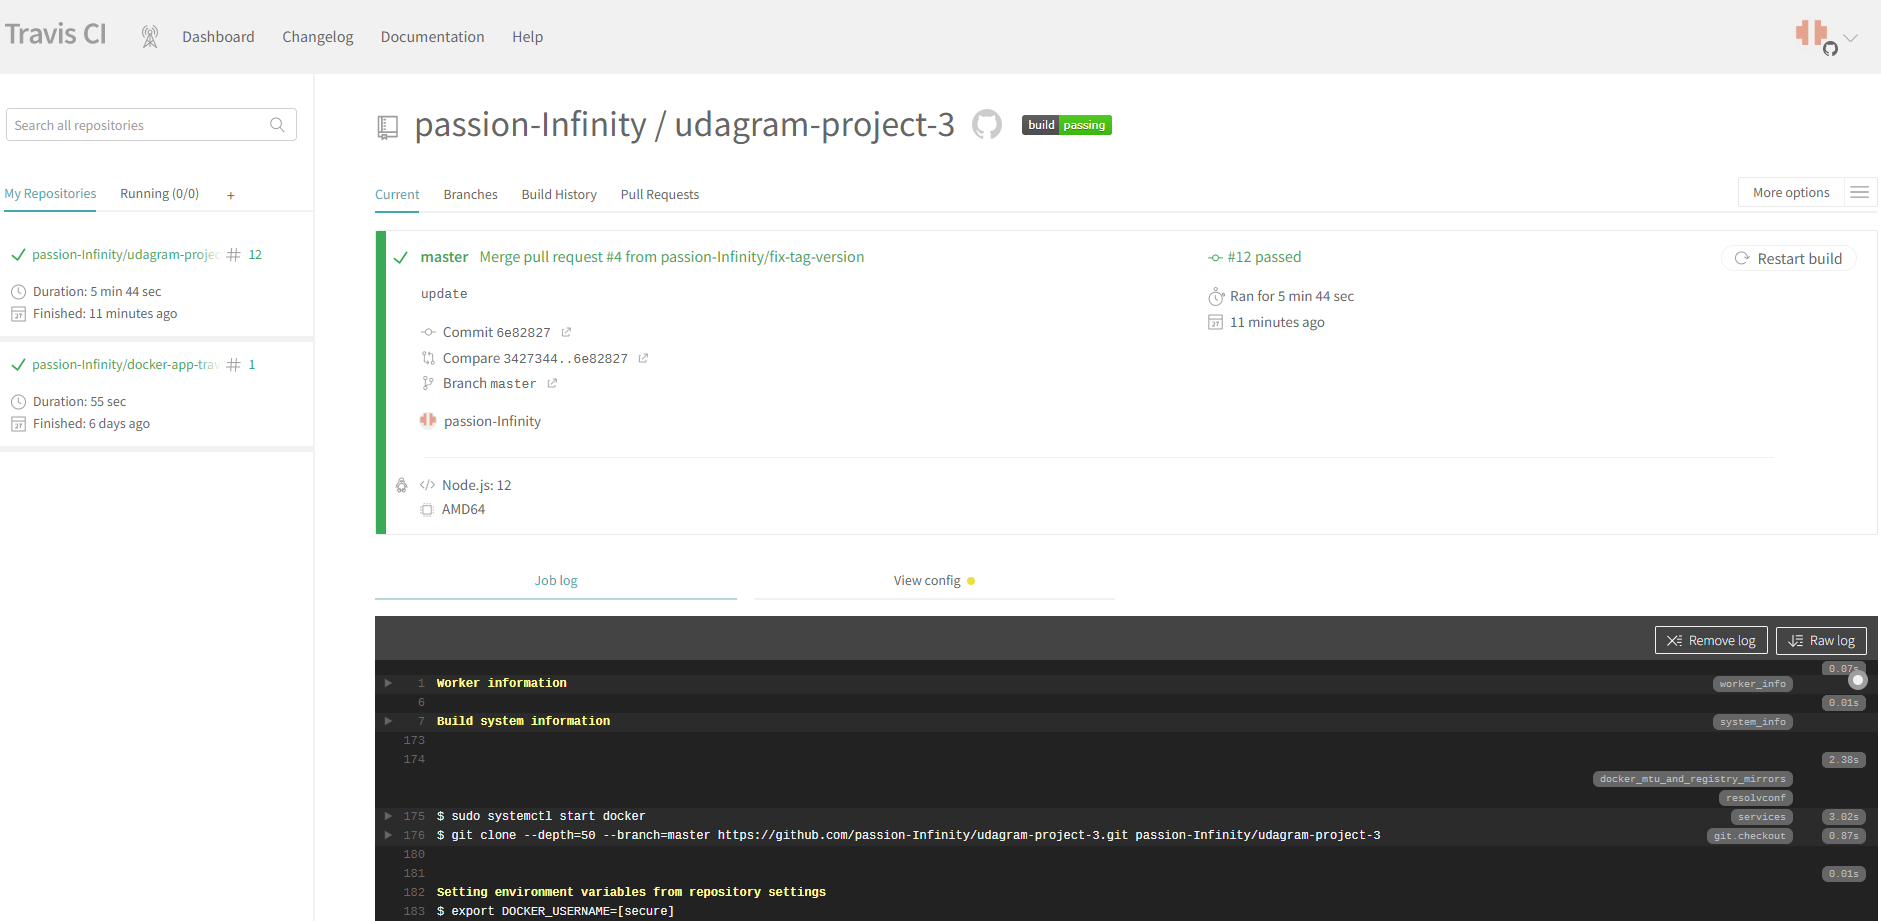 Travis CI
Dashboard
Changelog
Documentation
Help
Search all repositories
My Repositories
Running (0/0)
+
passion-Infinity/udagram-projec
# 12
Duration: 5 min 44 sec
Finished: 11 minutes ago
passion-Infinity/docker-app-trav
# 1
Duration: 55 sec
Finished: 6 days ago
passion-Infinity / udagram-project-3
build passing
Current
Branches
Build History
Pull Requests
More options
master Merge pull request #4 from passion-Infinity/fix-tag-version
update
Commit 6e82827
Compare 3427344..6e82827
Branch master
passion-Infinity
#12 passed
Ran for 5 min 44 sec
11 minutes ago
Restart build
Node.js: 12
AMD64
Job log
View config
Remove log
Raw log
0.07s
1 Worker information worker_info
6 0.01s
7 Build system information system_info
173
174 2.38s
docker_mtu_and_registry_mirrors
resolvconf
175 $ sudo systemctl start docker services 3.02s
176 $ git clone --depth=50 --branch=master https://github.com/passion-Infinity/udagram-project-3.git passion-Infinity/udagram-project-3 git.checkout 0.87s
180
181 0.01s
182 Setting environment variables from repository settings
183 $ export DOCKER_USERNAME=[secure]